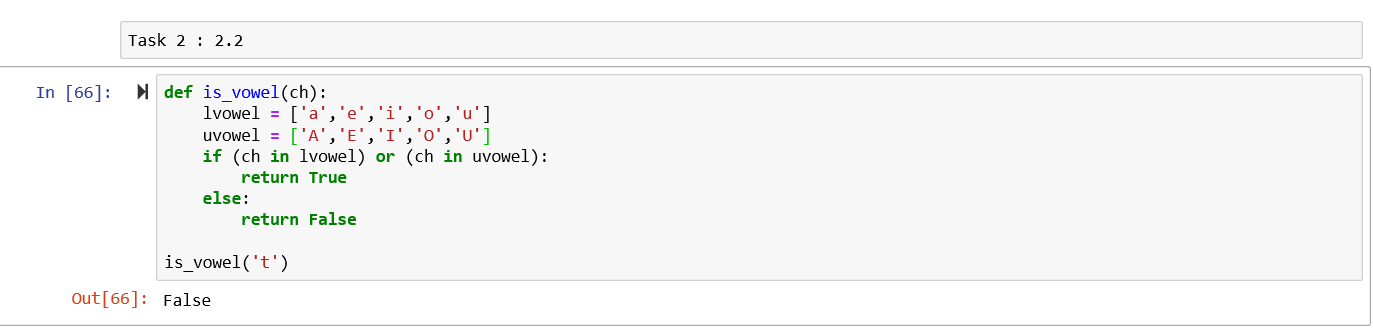 Task 2 : 2.2
In [66]:
def is_vowel(ch):
    lvowel = ['a','e','i','o','u']
    uvowel = ['A','E','I','O','U']
    if (ch in lvowel) or (ch in uvowel):
        return True
    else:
        return False
is_vowel('t')
Out[66]: False